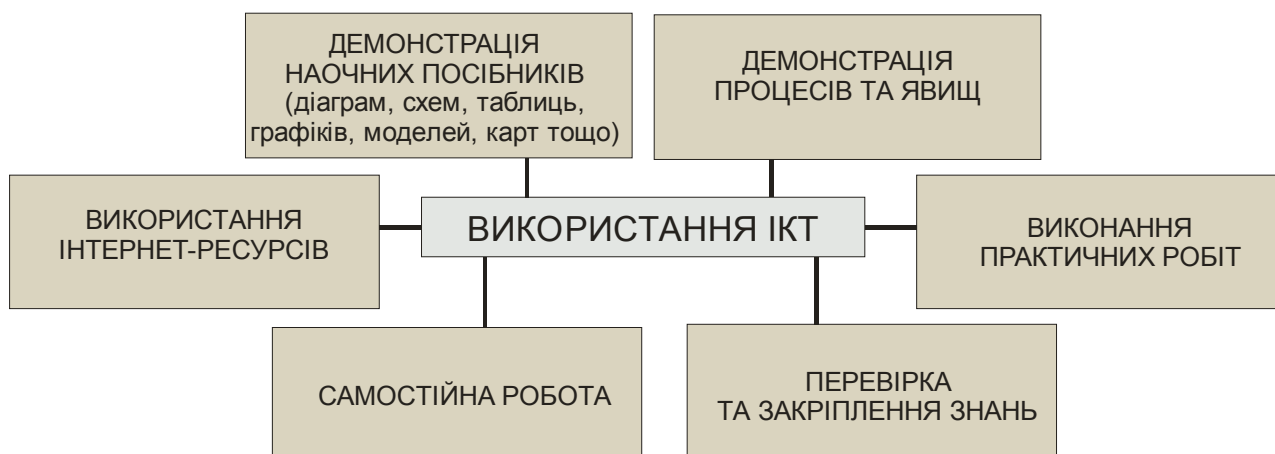 ДЕМОНСТРАЦІЯ
НАОЧНИХ ПОСІБНИКІВ
(діаграм, схем, таблиць,
графіків, моделей, карт тощо)
ДЕМОНСТРАЦІЯ
ПРОЦЕСІВ ТА ЯВИЩ
ВИКОРИСТАННЯ
ІНТЕРНЕТ-РЕСУРСІВ
ВИКОРИСТАННЯ ІКТ
ВИКОНАННЯ
ПРАКТИЧНИХ РОБІТ
САМОСТІЙНА РОБОТА
ПЕРЕВІРКА
ТА ЗАКРІПЛЕННЯ ЗНАНЬ